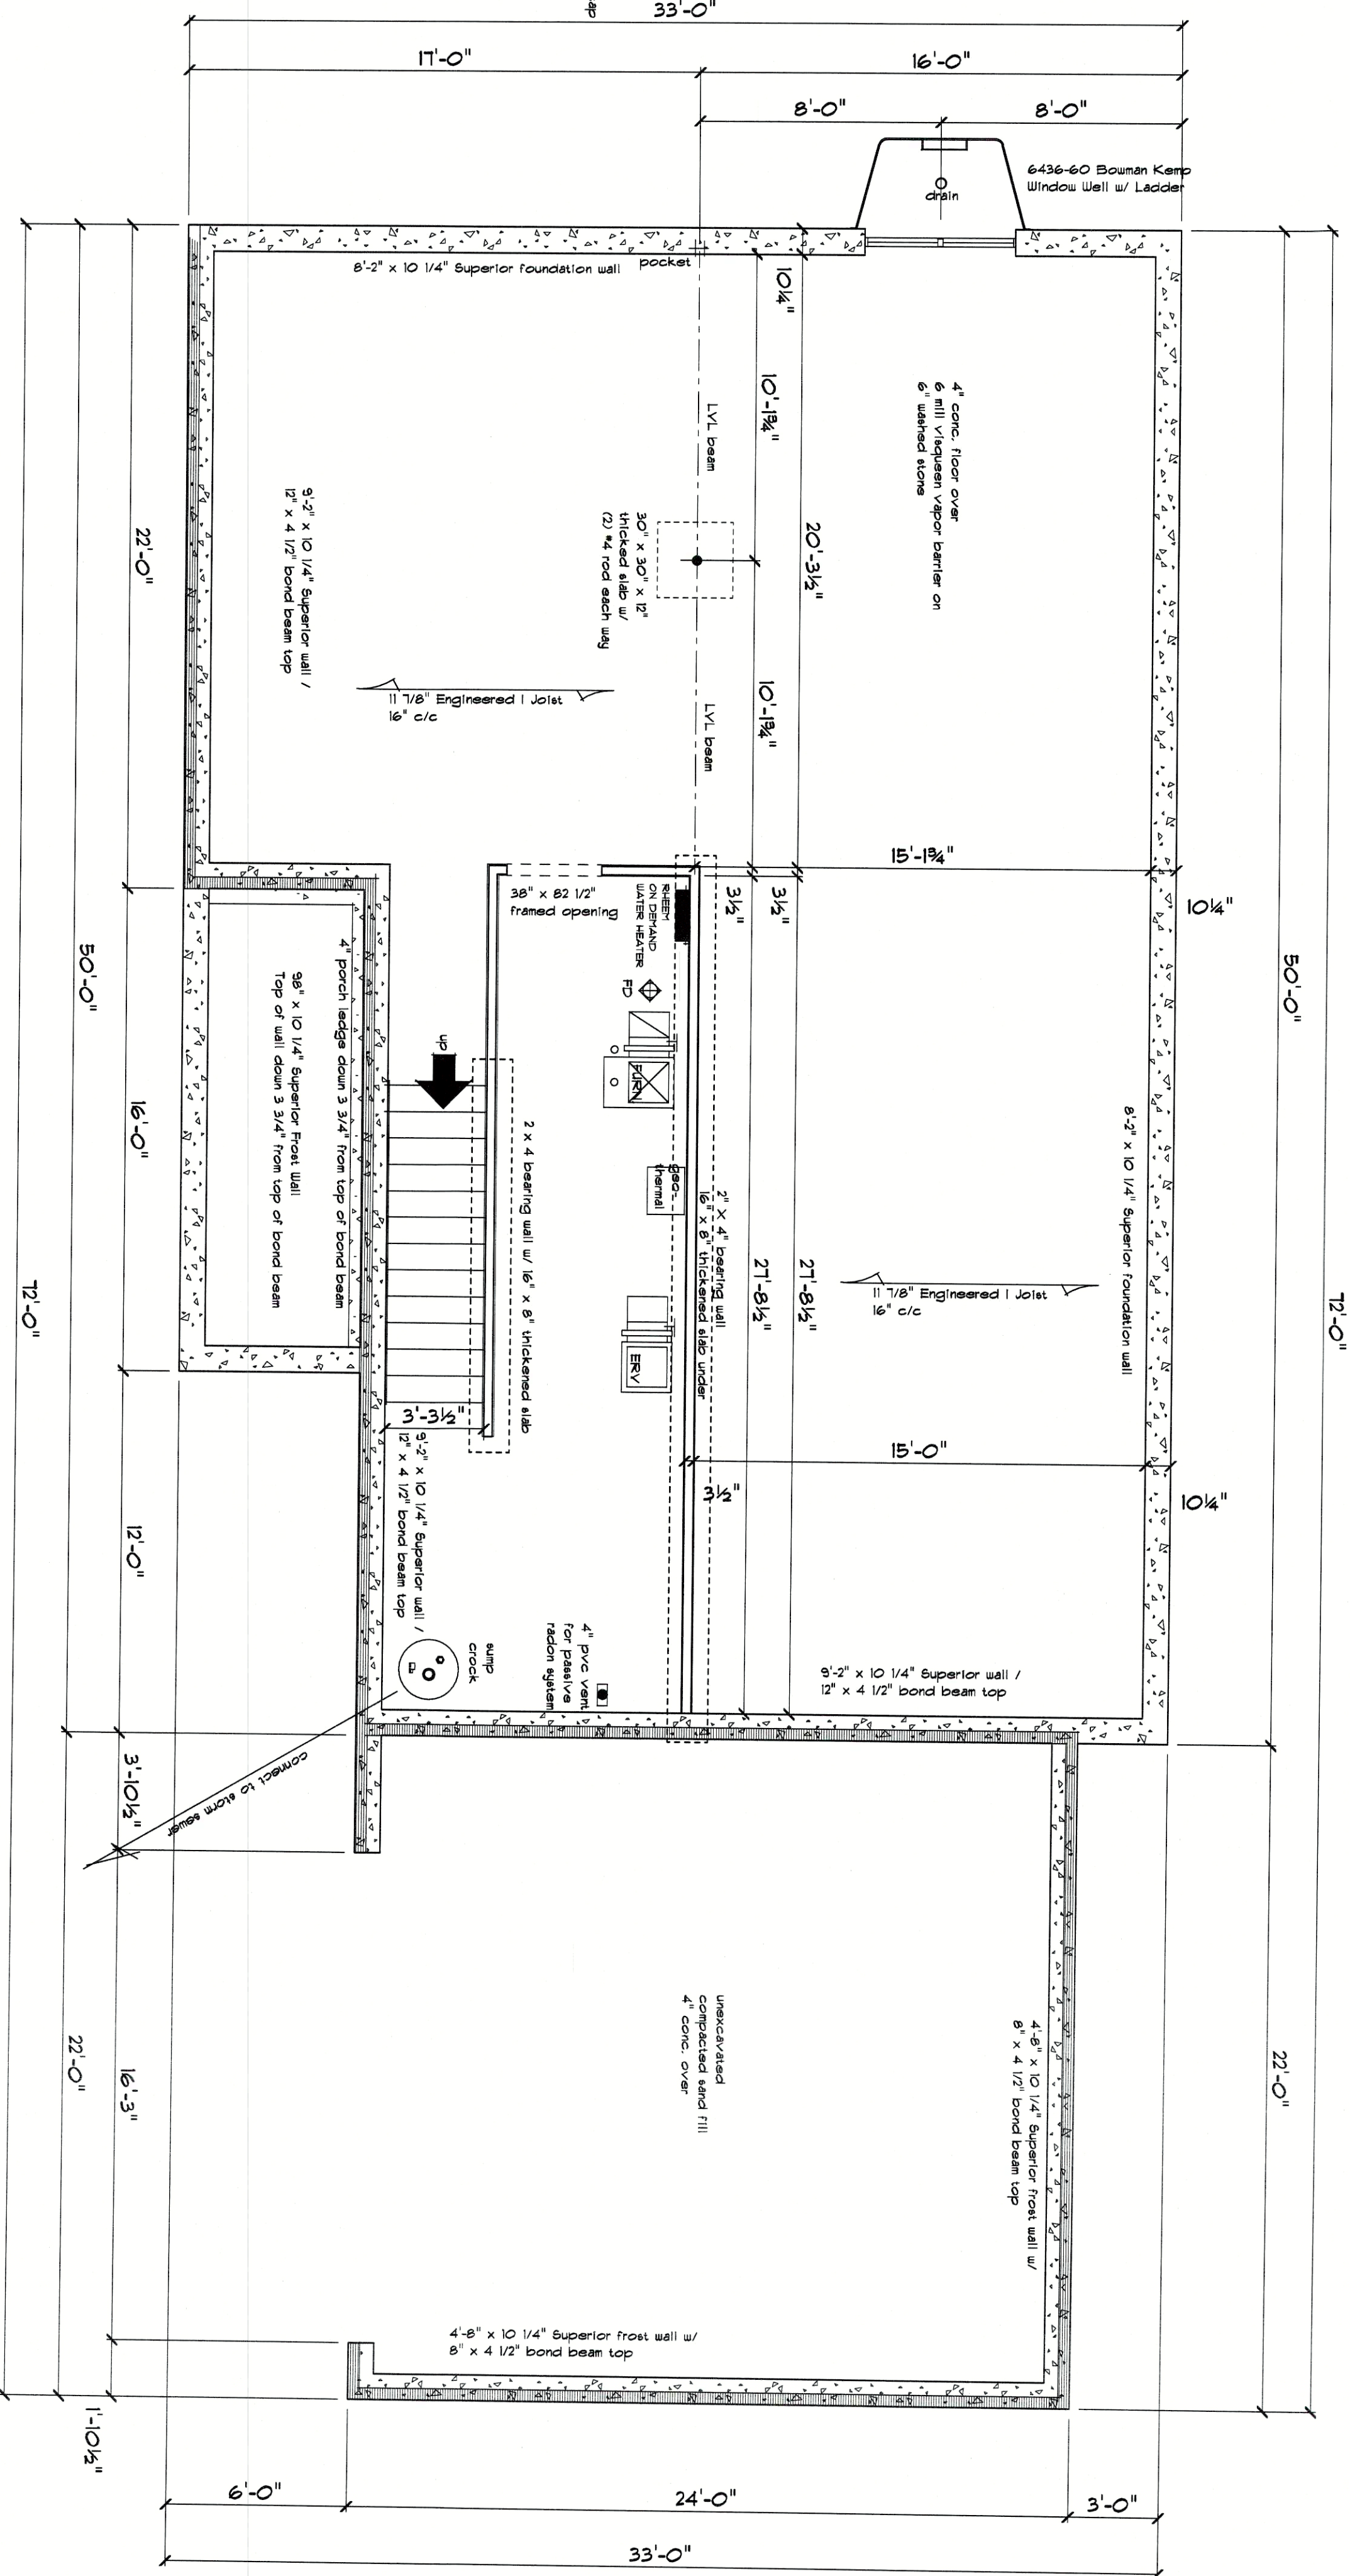 33'-0"
17'-0"
16'-0"
8'-0"
8'-0"
6436-60 Bowman Kemp
Window Well w/ Ladder
drain
8'-2" x 10 1/4" Superior foundation wall
pocket
10¼"
10'-1¾"
LVL beam
4" conc. floor over
6 mill visqueen vapor barrier on
6" washed stone
9'-2" x 10 1/4" Superior wall /
12" x 4 1/2" bond beam top
30" x 30" x 12"
thicked slab w/
(2) #4 rod each way
20'-3½"
22'-0"
11 7/8" Engineered I Joist
16" c/c
10'-1¾"
LVL beam
15'-1¾"
10¼"
3½"
3½"
38" x 82 1/2"
framed opening
RHEEM
ON DEMAND
WATER HEATER
FD
FURN
up
4" porch ledge down 3 3/4" from top of bond beam
98" x 10 1/4" Superior Frost Wall
Top of wall down 3 3/4" from top of bond beam
50'-0"
50'-0"
16'-0"
2 x 4 bearing wall w/ 16" x 8" thickened slab
geo-
thermal
2" X 4" bearing wall
16" X 8" thickened slab under
8'-2" x 10 1/4" Superior foundation wall
27'-8½"
27'-8½"
11 7/8" Engineered I Joist
16" c/c
72'-0"
72'-0"
ERV
3'-3½"
9'-2" x 10 1/4" Superior wall /
12" x 4 1/2" bond beam top
15'-0"
3½"
10¼"
12'-0"
sump
crock
4" pvc vent
for passive
radon system
9'-2" x 10 1/4" Superior wall /
12" x 4 1/2" bond beam top
connect to storm sewer
3'-10½"
unexcavated
compacted sand fill
4" conc. over
4'-8" x 10 1/4" Superior frost wall w/
8" x 4 1/2" bond beam top
22'-0"
22'-0"
16'-3"
4'-8" x 10 1/4" Superior frost wall w/
8" x 4 1/2" bond beam top
1'-10½"
6'-0"
24'-0"
3'-0"
33'-0"